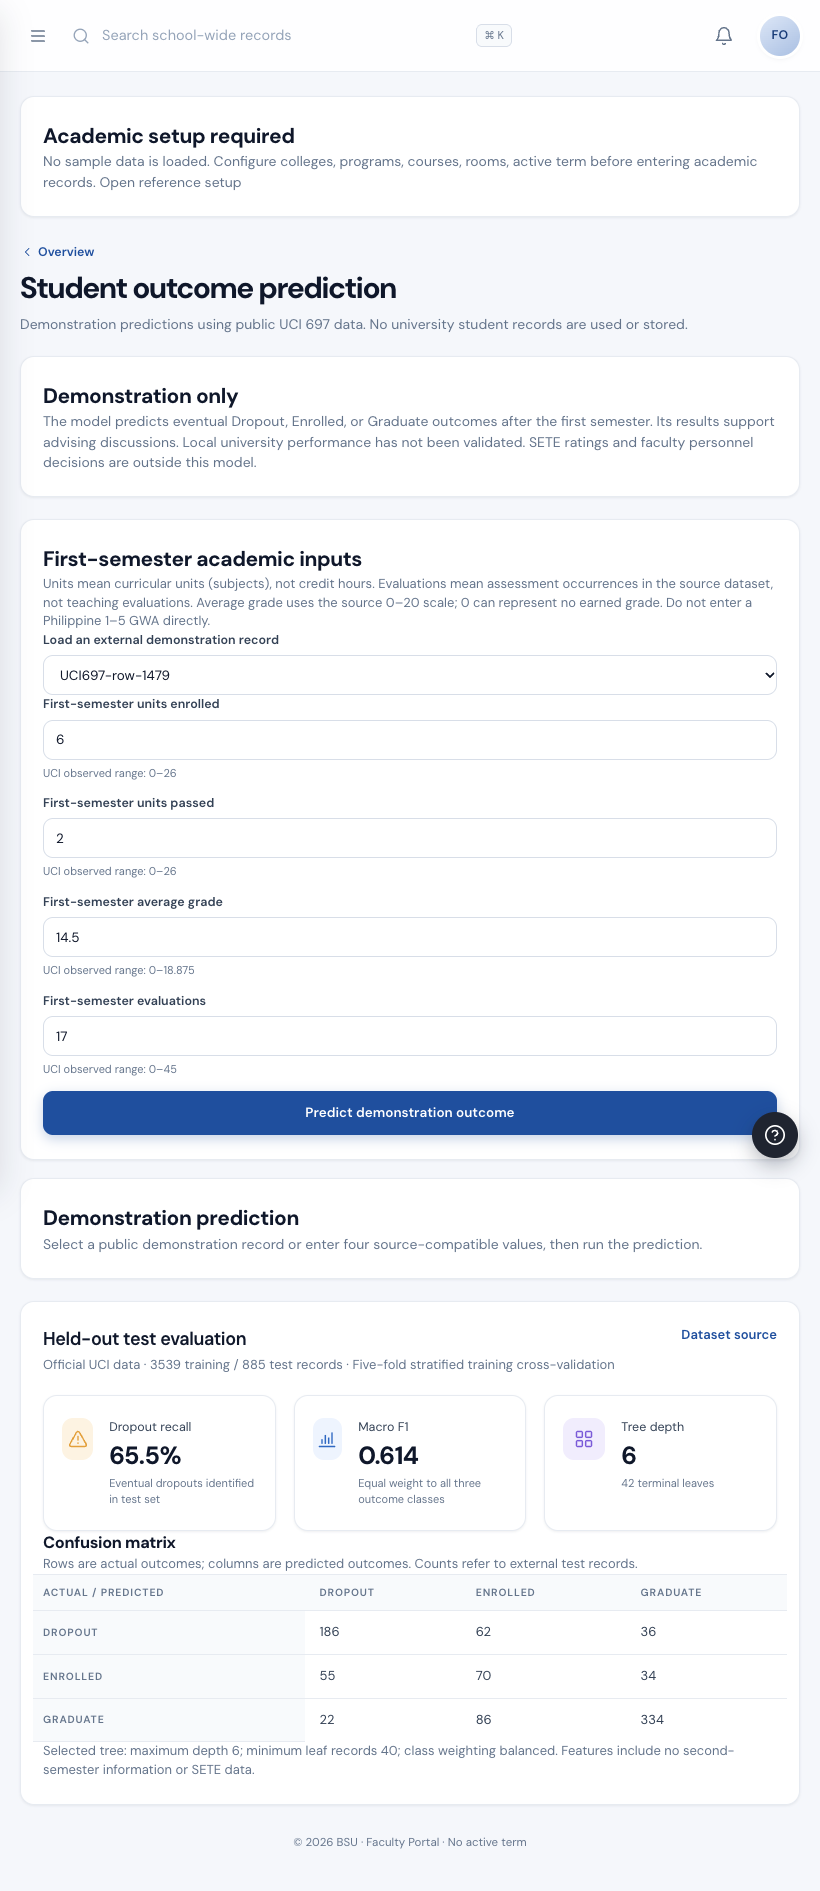 Search school-wide records
⌘ K
FO
Academic setup required
No sample data is loaded. Configure colleges, programs, courses, rooms, active term before entering academic
records. Open reference setup
Overview
Student outcome prediction
Demonstration predictions using public UCI 697 data. No university student records are used or stored.
Demonstration only
The model predicts eventual Dropout, Enrolled, or Graduate outcomes after the first semester. Its results support
advising discussions. Local university performance has not been validated. SETE ratings and faculty personnel
decisions are outside this model.
First-semester academic inputs
Units mean curricular units (subjects), not credit hours. Evaluations mean assessment occurrences in the source dataset,
not teaching evaluations. Average grade uses the source 0–20 scale; 0 can represent no earned grade. Do not enter a
Philippine 1–5 GWA directly.
Load an external demonstration record
UCI697-row-1479
First-semester units enrolled
6
UCI observed range: 0–26
First-semester units passed
2
UCI observed range: 0–26
First-semester average grade
14.5
UCI observed range: 0–18.875
First-semester evaluations
17
UCI observed range: 0–45
Predict demonstration outcome
Demonstration prediction
Select a public demonstration record or enter four source-compatible values, then run the prediction.
Held-out test evaluation
Dataset source
Official UCI data · 3539 training / 885 test records · Five-fold stratified training cross-validation
Dropout recall
65.5%
Eventual dropouts identified
in test set
Macro F1
0.614
Equal weight to all three
outcome classes
Tree depth
6
42 terminal leaves
Confusion matrix
Rows are actual outcomes; columns are predicted outcomes. Counts refer to external test records.
ACTUAL / PREDICTED DROPOUT ENROLLED GRADUATE
DROPOUT 186 62 36
ENROLLED 55 70 34
GRADUATE 22 86 334
Selected tree: maximum depth 6; minimum leaf records 40; class weighting balanced. Features include no second-
semester information or SETE data.
© 2026 BSU · Faculty Portal · No active term